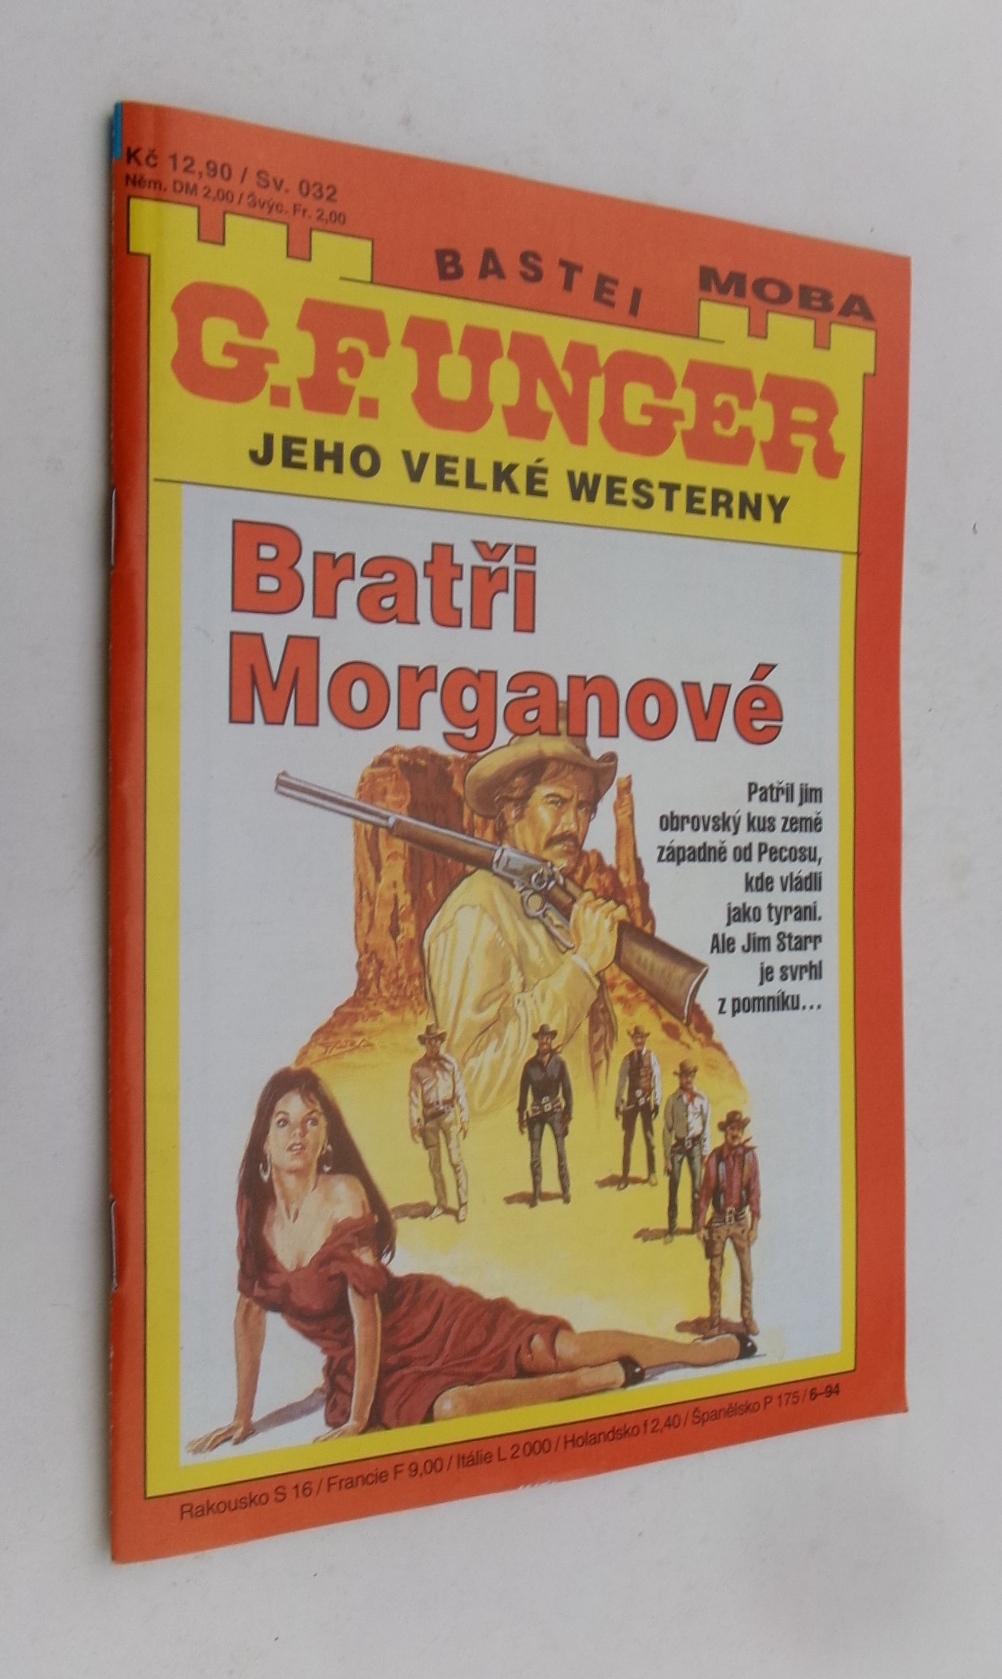 Kč 12,90 / Sv. 032
Něm. DM 2,00 / Švýc. Fr. 2,00
BASTEI
MOBA
G.F. UNGER
JEHO VELKÉ WESTERNY
Bratři
Morganové
Patřil jim
obrovský kus země
západně od Pecosu,
kde vládli
jako tyrani.
Ale Jim Starr
je svrhl
z pomníku...
Rakousko S 16 / Francie F 9,00 / Itálie L 2 000 / Holandsko f 2,40 / Španělsko P 175 / 6–94